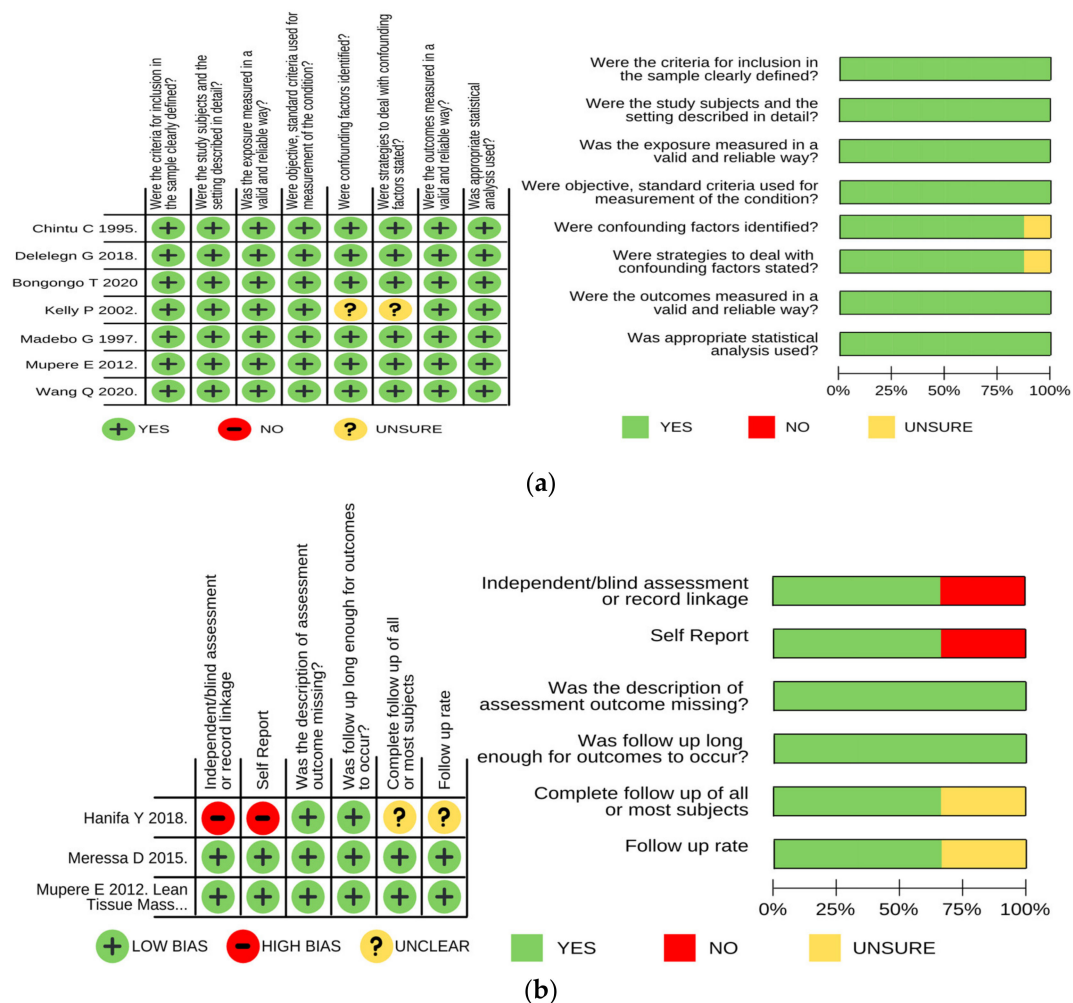 Were the criteria for inclusion in
the sample clearly defined?
Were the study subjects and the
setting described in detail?
Was the exposure measured in a
valid and reliable way?
Were objective, standard criteria used for
measurement of the condition?
Were confounding factors identified?
Were strategies to deal with confounding
factors stated?
Were the outcomes measured in a
valid and reliable way?
Was appropriate statistical
analysis used?
Chintu C 1995.
Delelegn G 2018.
Bongongo T 2020
Kelly P 2002.
Madebo G 1997.
Mupere E 2012.
Wang Q 2020.
+ + + + + + + +
+ + + + + + + +
+ + + + + + + +
+ + + + ? ? + +
+ + + + + + + +
+ + + + + + + +
+ + + + + + + +
+ YES - NO ? UNSURE
Were the criteria for inclusion in
the sample clearly defined?
Were the study subjects and the
setting described in detail?
Was the exposure measured in a
valid and reliable way?
Were objective, standard criteria used for
measurement of the condition?
Were confounding factors identified?
Were strategies to deal with
confounding factors stated?
Were the outcomes measured in a
valid and reliable way?
Was appropriate statistical
analysis used?
0% 25% 50% 75% 100%
YES NO UNSURE
(a)
Independent/blind assessment
or record linkage
Self Report
Was the description of assessment
outcome missing?
Was follow up long enough for outcomes
to occur?
Complete follow up of all
or most subjects
Follow up rate
Hanifa Y 2018.
Meressa D 2015.
Mupere E 2012. Lean
Tissue Mass...
- - + + ? ?
+ + + + + +
+ + + + + +
+ LOW BIAS - HIGH BIAS ? UNCLEAR
Independent/blind assessment
or record linkage
Self Report
Was the description of
assessment outcome missing?
Was follow up long
enough for outcomes to occur?
Complete follow up of all
or most subjects
Follow up rate
0% 25% 50% 75% 100%
YES NO UNSURE
(b)